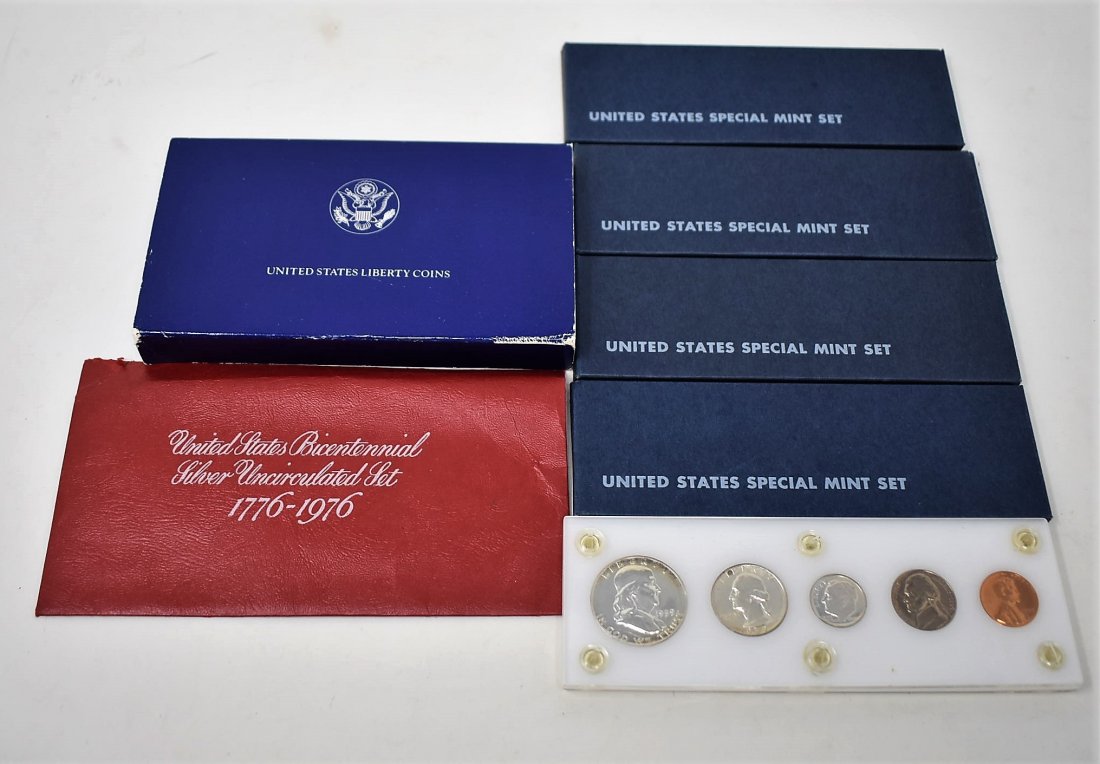 UNITED STATES SPECIAL MINT SET
UNITED STATES SPECIAL MINT SET
UNITED STATES LIBERTY COINS
UNITED STATES SPECIAL MINT SET
United States Bicentennial
Silver Uncirculated Set
1776-1976
UNITED STATES SPECIAL MINT SET
LIBERTY